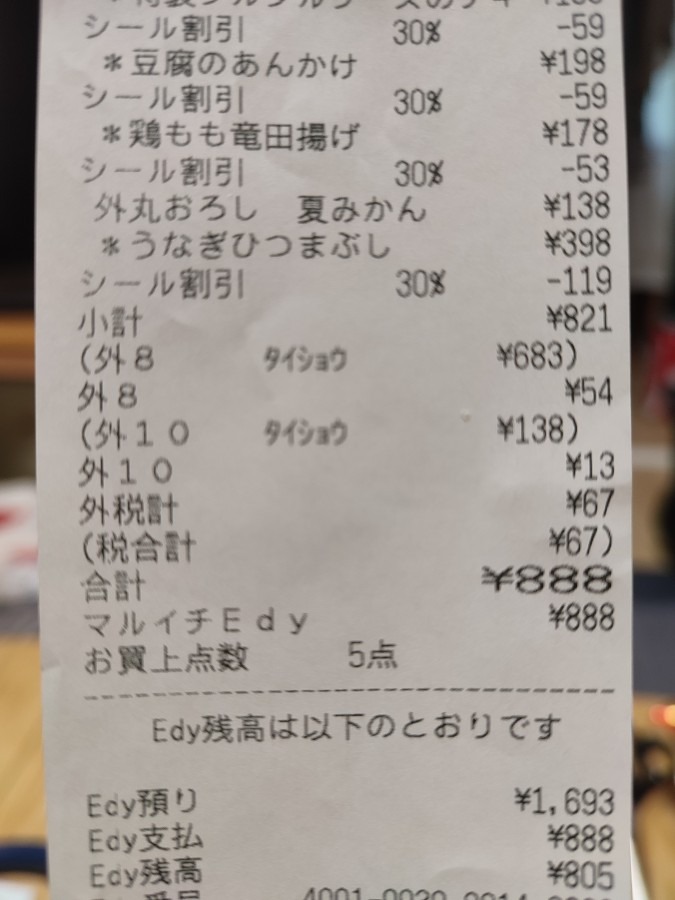 シール割引 30% -59
*豆腐のあんかけ ¥198
シール割引 30% -59
*鶏もも竜田揚げ ¥178
シール割引 30% -53
外丸おろし 夏みかん ¥138
*うなぎひつまぶし ¥398
シール割引 30% -119
小計 ¥821
(外8 タイショウ ¥683)
外8 ¥54
(外10 タイショウ ¥138)
外10 ¥13
外税計 ¥67
(税合計 ¥67)
合計 ¥888
マルイチEdy ¥888
お買上点数 5点
Edy残高は以下のとおりです
Edy預り ¥1,693
Edy支払 ¥888
Edy残高 ¥805